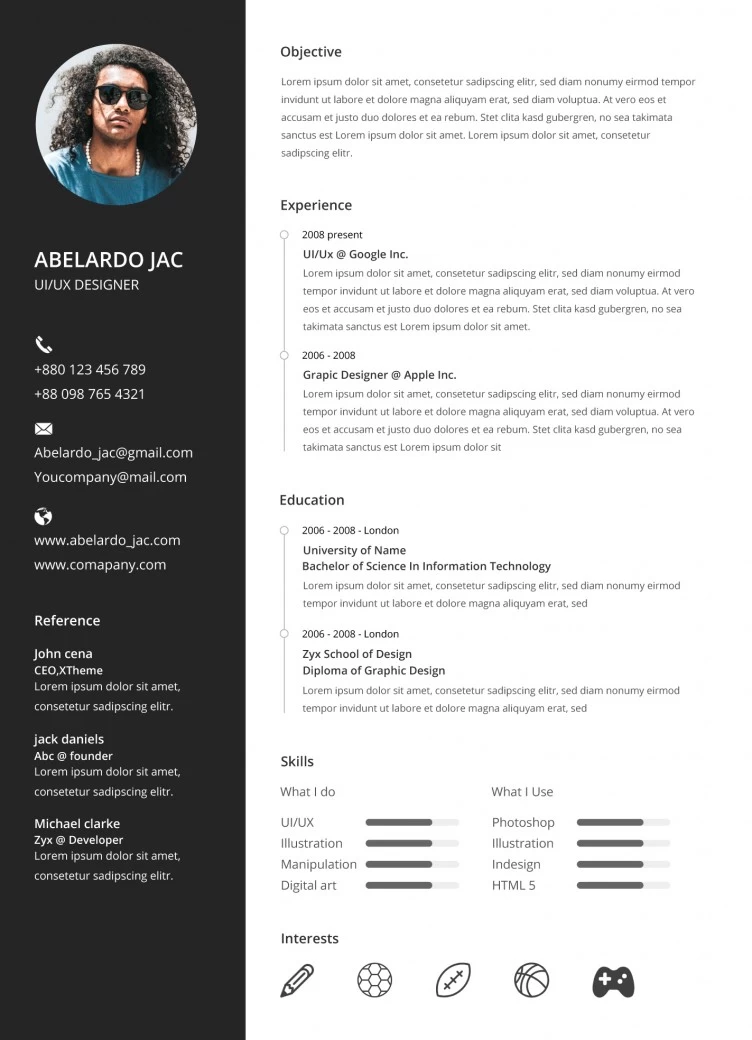 ABELARDO JAC
UI/UX DESIGNER
+880 123 456 789
+88 098 765 4321
Abelardo_jac@gmail.com
Youcompany@mail.com
www.abelardo_jac.com
www.comapany.com
Reference
John cena
CEO,XTheme
Lorem ipsum dolor sit amet,
consetetur sadipscing elitr.
jack daniels
Abc @ founder
Lorem ipsum dolor sit amet,
consetetur sadipscing elitr.
Michael clarke
Zyx @ Developer
Lorem ipsum dolor sit amet,
consetetur sadipscing elitr.
Objective
Lorem ipsum dolor sit amet, consetetur sadipscing elitr, sed diam nonumy eirmod tempor
invidunt ut labore et dolore magna aliquyam erat, sed diam voluptua. At vero eos et
accusam et justo duo dolores et ea rebum. Stet clita kasd gubergren, no sea takimata
sanctus est Lorem ipsum dolor sit amet. Lorem ipsum dolor sit amet, consetetur
sadipscing elitr.
Experience
2008 present
UI/Ux @ Google Inc.
Lorem ipsum dolor sit amet, consetetur sadipscing elitr, sed diam nonumy eirmod
tempor invidunt ut labore et dolore magna aliquyam erat, sed diam voluptua. At vero
eos et accusam et justo duo dolores et ea rebum. Stet clita kasd gubergren, no sea
takimata sanctus est Lorem ipsum dolor sit amet.
2006 - 2008
Grapic Designer @ Apple Inc.
Lorem ipsum dolor sit amet, consetetur sadipscing elitr, sed diam nonumy eirmod
tempor invidunt ut labore et dolore magna aliquyam erat, sed diam voluptua. At vero
eos et accusam et justo duo dolores et ea rebum. Stet clita kasd gubergren, no sea
takimata sanctus est Lorem ipsum dolor sit
Education
2006 - 2008 - London
University of Name
Bachelor of Science In Information Technology
Lorem ipsum dolor sit amet, consetetur sadipscing elitr, sed diam nonumy eirmod
tempor invidunt ut labore et dolore magna aliquyam erat, sed
2006 - 2008 - London
Zyx School of Design
Diploma of Graphic Design
Lorem ipsum dolor sit amet, consetetur sadipscing elitr, sed diam nonumy eirmod
tempor invidunt ut labore et dolore magna aliquyam erat, sed
Skills
What I do
UI/UX
Illustration
Manipulation
Digital art
What I Use
Photoshop
Illustration
Indesign
HTML 5
Interests